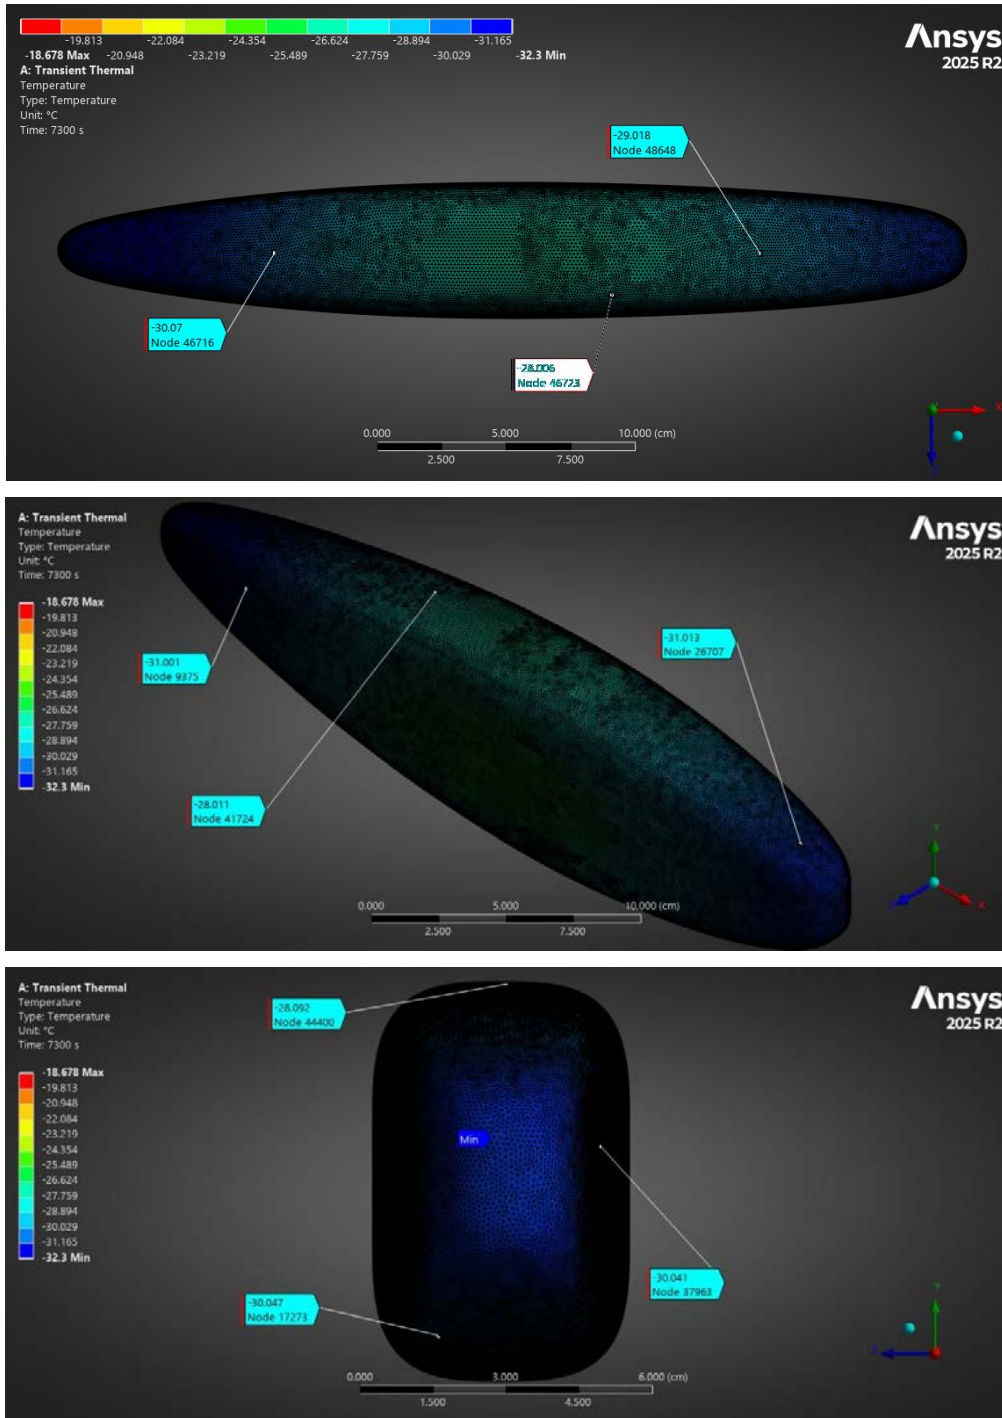 -19.813 -22.084 -24.354 -26.624 -28.894 -31.165
-18.678 Max -20.948 -23.219 -25.489 -27.759 -30.029 -32.3 Min
A: Transient Thermal
Temperature
Type: Temperature
Unit: °C
Time: 7300 s
Ansys
2025 R2
-29.018
Node 48648
-30.07
Node 46716
-28.006
Node 46723
0.000 5.000 10.000 (cm)
2.500 7.500
Y
X
Z
A: Transient Thermal
Temperature
Type: Temperature
Unit: °C
Time: 7300 s
Ansys
2025 R2
-18.678 Max
-19.813
-20.948
-22.084
-23.219
-24.354
-25.489
-26.624
-27.759
-28.894
-30.029
-31.165
-32.3 Min
-31.001
Node 9375
-31.013
Node 26707
-28.011
Node 41724
0.000 5.000 10.000 (cm)
2.500 7.500
Y
X
A: Transient Thermal
Temperature
Type: Temperature
Unit: °C
Time: 7300 s
Ansys
2025 R2
-28.092
Node 44400
-18.678 Max
-19.813
-20.948
-22.084
-23.219
-24.354
-25.489
-26.624
-27.759
-28.894
-30.029
-31.165
-32.3 Min
Min
-30.041
Node 37963
-30.047
Node 17273
0.000 3.000 6.000 (cm)
1.500 4.500
Y
Z